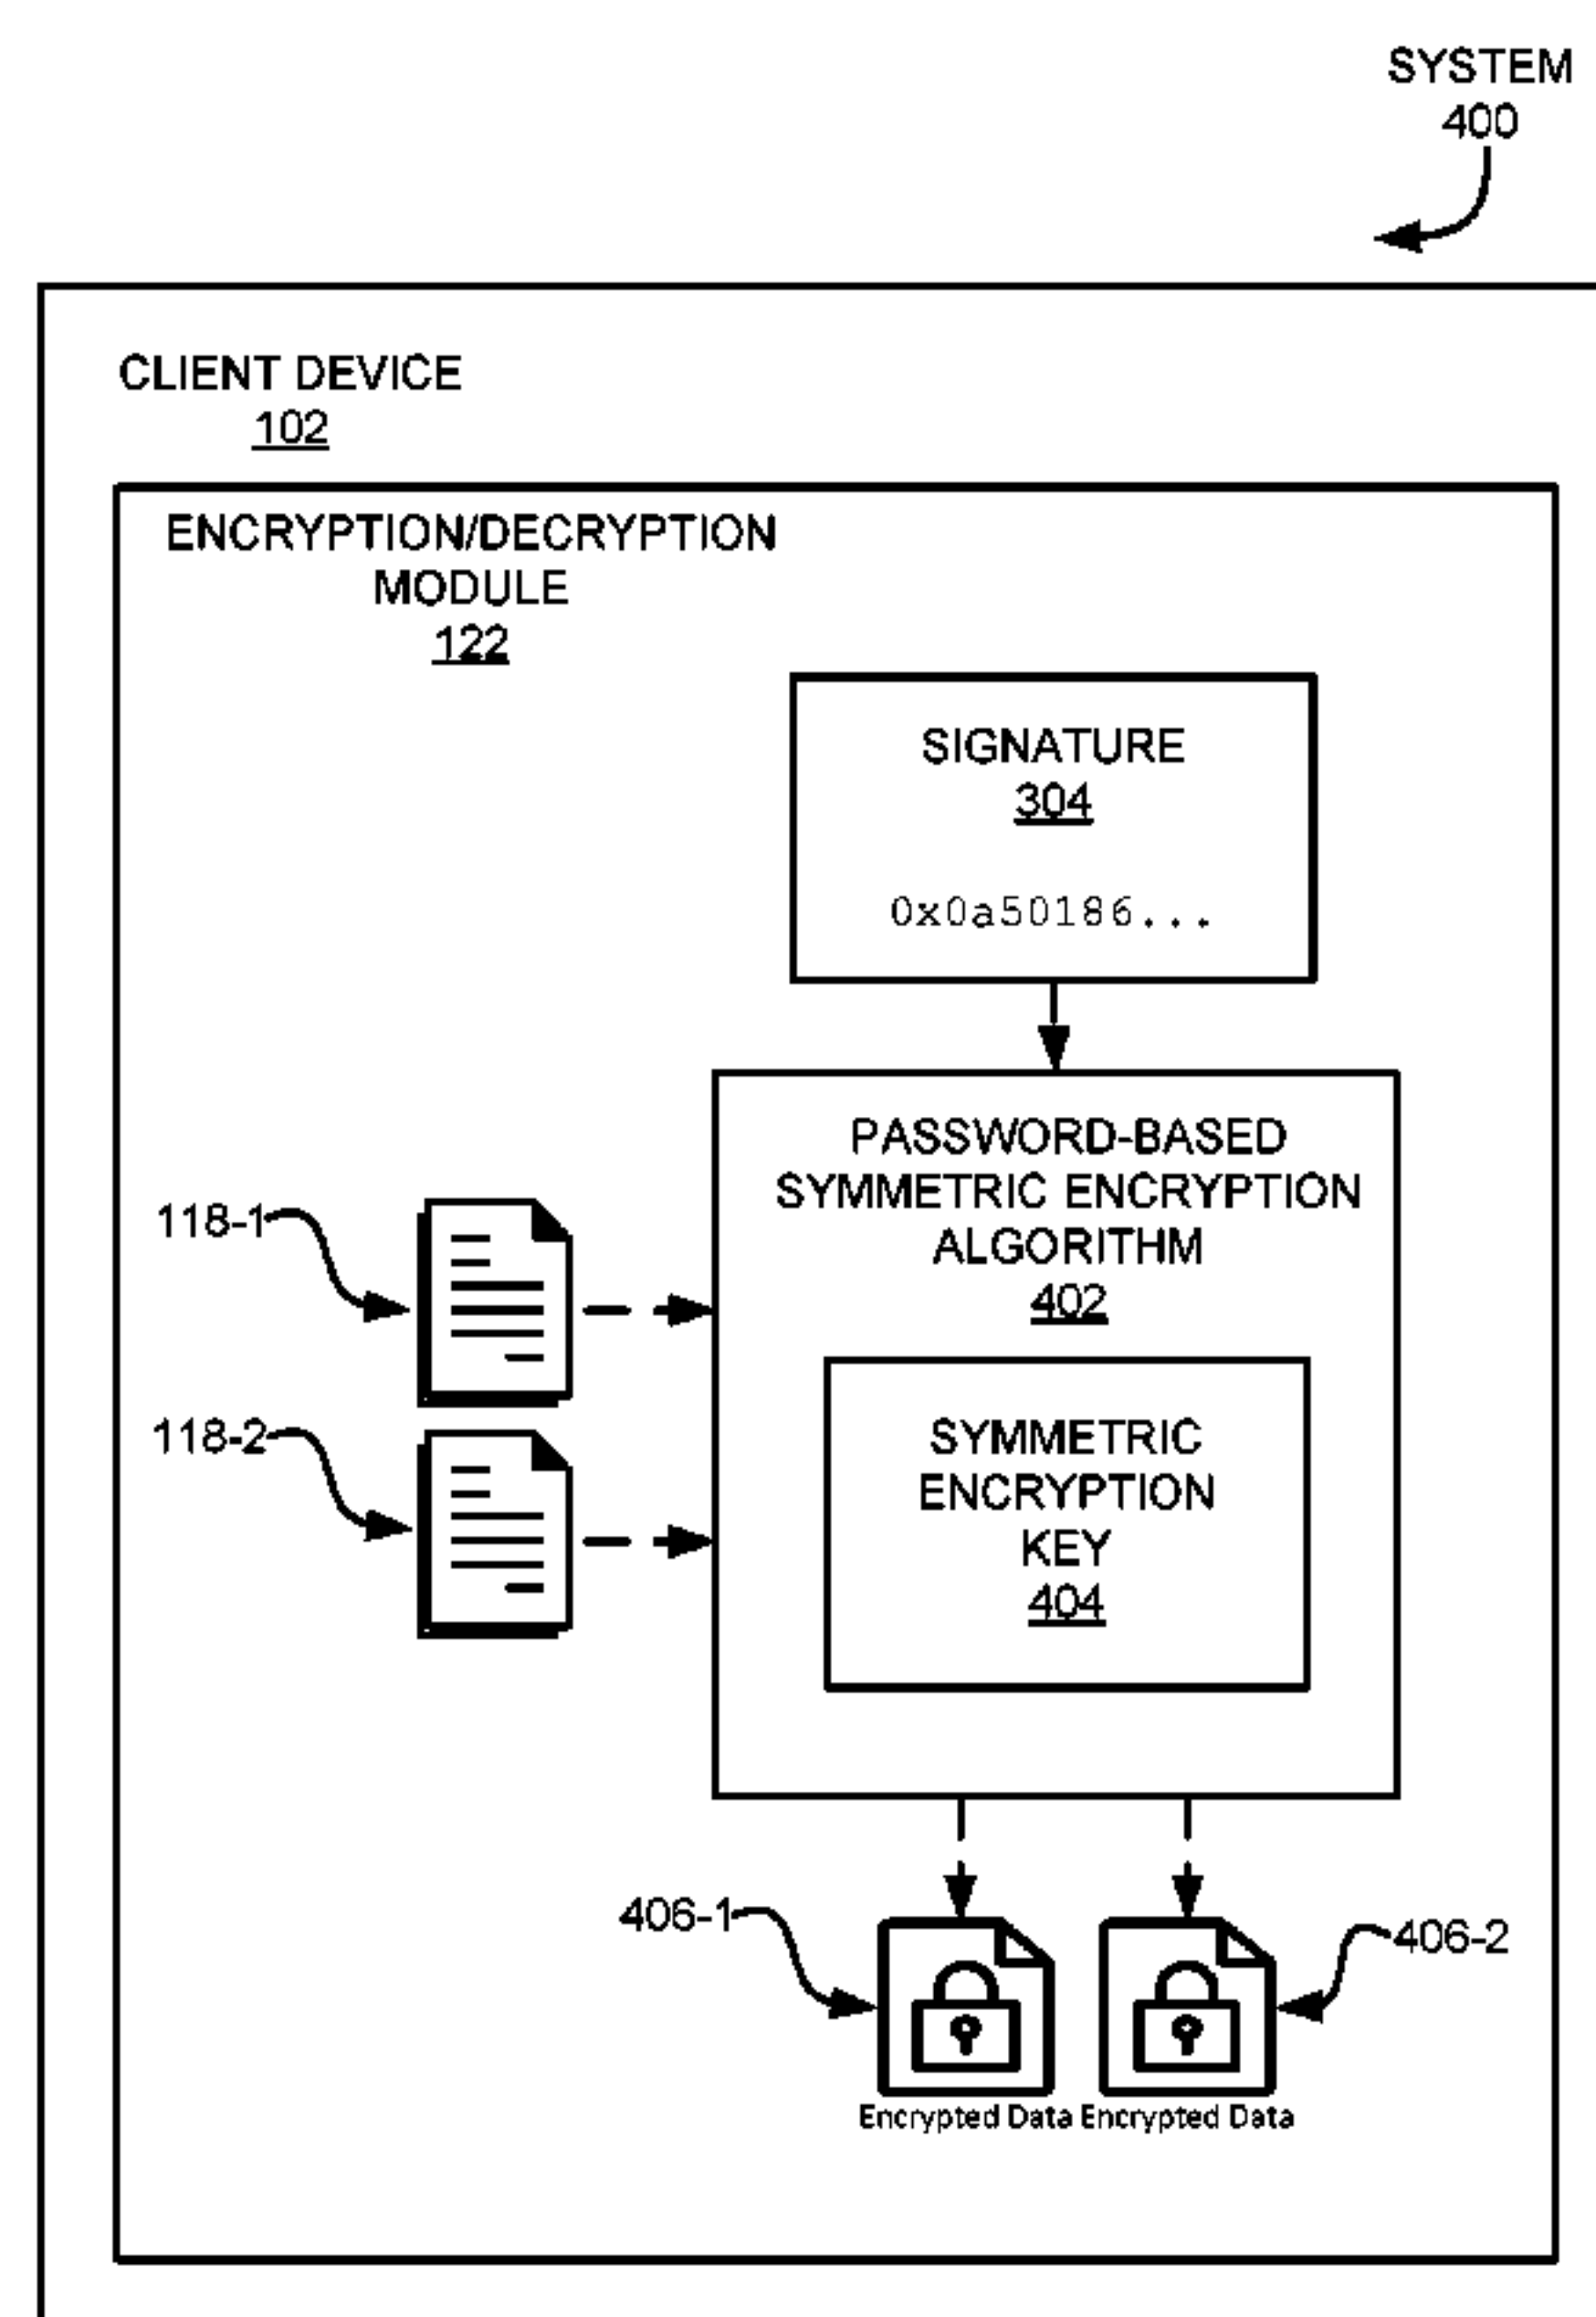 SYSTEM
400
CLIENT DEVICE
102
ENCRYPTION/DECRYPTION
MODULE
122
SIGNATURE
304
0x0a50186...
PASSWORD-BASED
SYMMETRIC ENCRYPTION
ALGORITHM
402
118-1
118-2
SYMMETRIC
ENCRYPTION
KEY
404
406-1
406-2
Encrypted Data
Encrypted Data